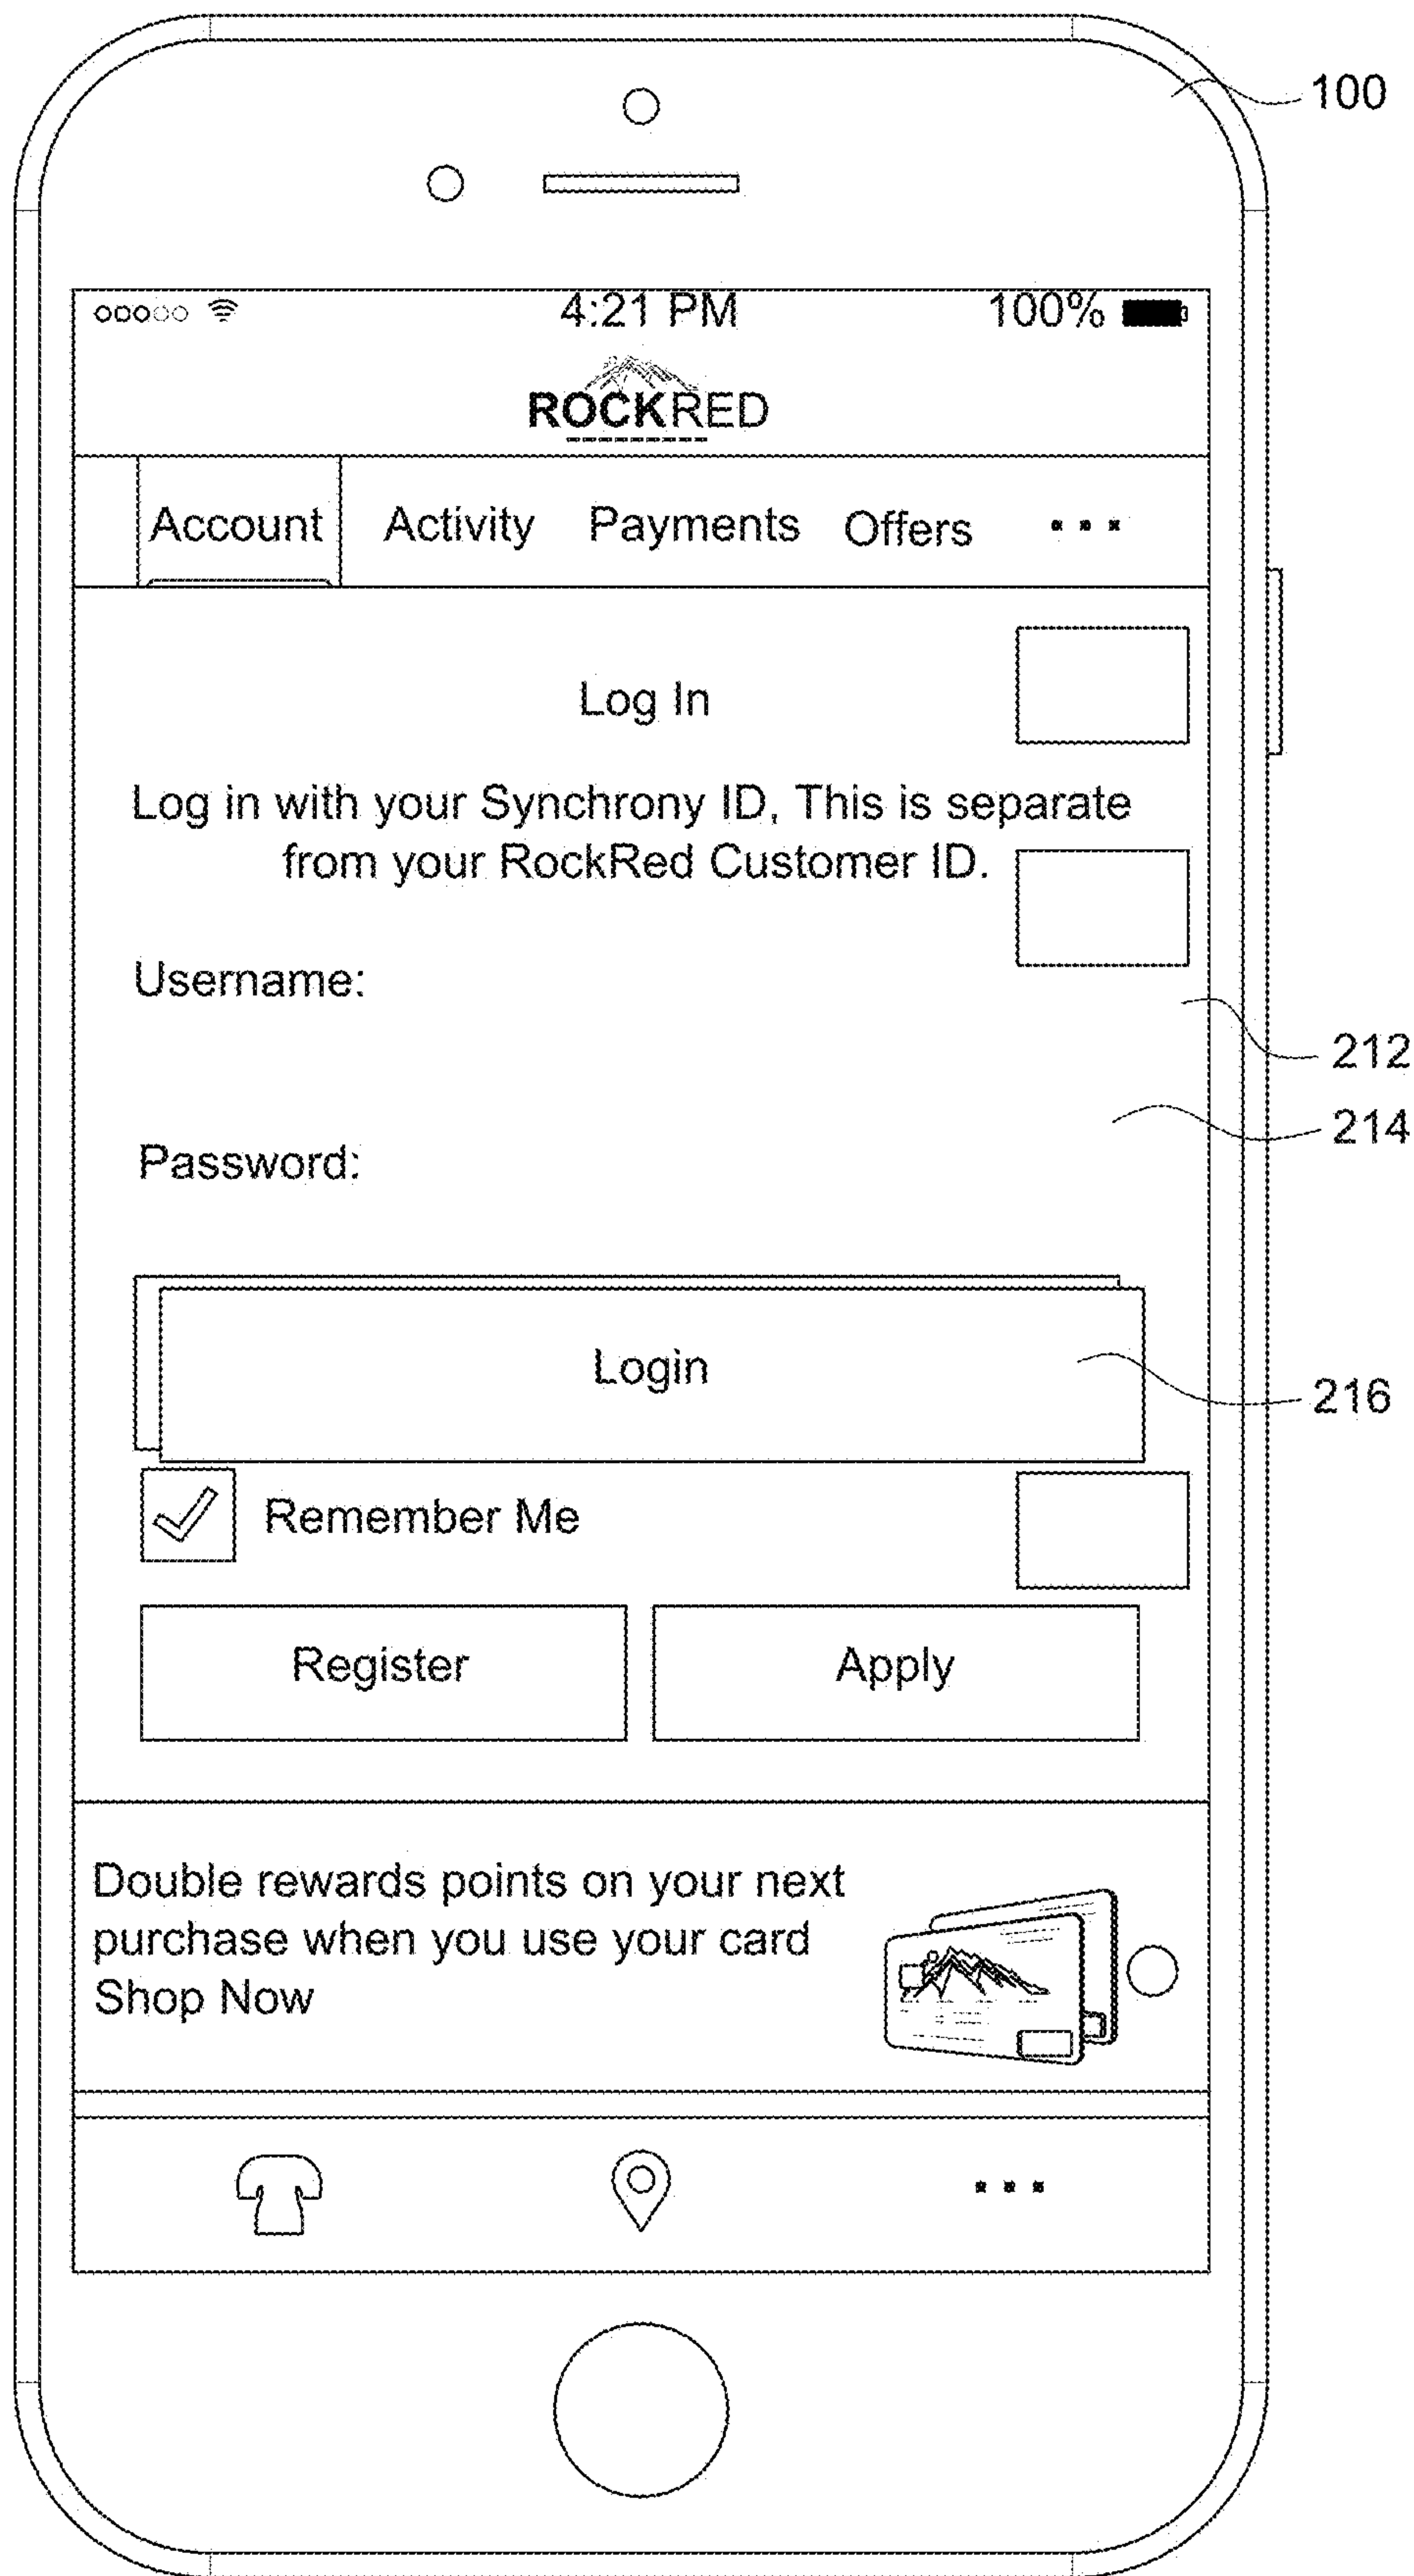 100
4:21 PM 100%
ROCKRED
Account Activity Payments Offers ...
Log In
Log in with your Synchrony ID, This is separate
from your RockRed Customer ID.
Username:
212
214
Password:
Login
216
Remember Me
Register Apply
Double rewards points on your next
purchase when you use your card
Shop Now
...